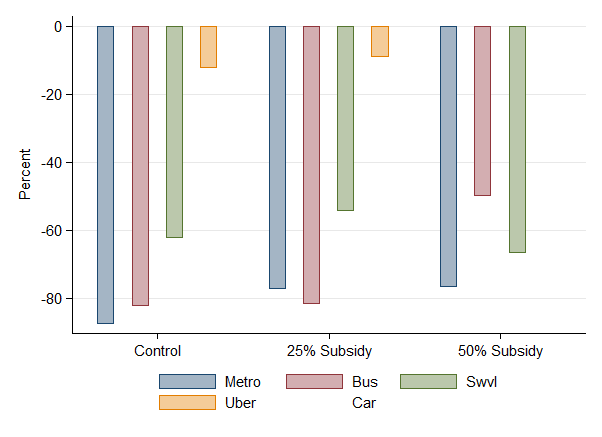 Percent
0
-20
-40
-60
-80
Control 25% Subsidy 50% Subsidy
Metro Bus Swvl
Uber Car